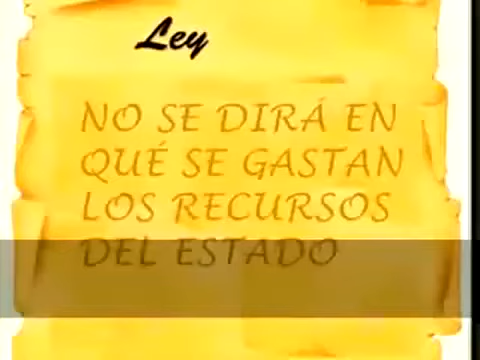 Ley
NO SE DIRÁ EN
QUÉ SE GASTAN
LOS RECURSOS
DEL ESTADO